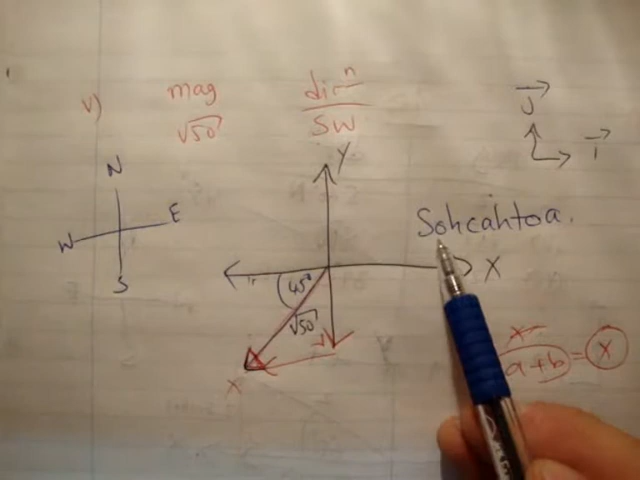 v) mag dirⁿ
√50 SW
J
i
N
W E
S
Y
Sohcahtoa.
X
45°
√50
x
x
a+b = x